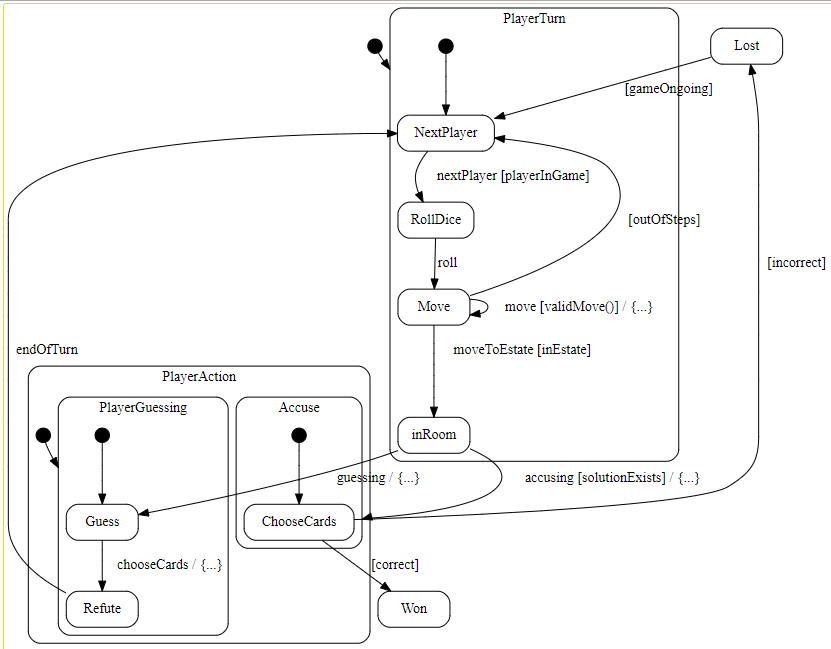 PlayerTurn
Lost
[gameOngoing]
NextPlayer
nextPlayer [playerInGame]
RollDice
[outOfSteps]
roll
[incorrect]
Move
move [validMove()] / {...}
endOfTurn
moveToEstate [inEstate]
PlayerAction
PlayerGuessing
Accuse
inRoom
guessing / {...}
accusing [solutionExists] / {...}
Guess
ChooseCards
chooseCards / {...}
[correct]
Refute
Won